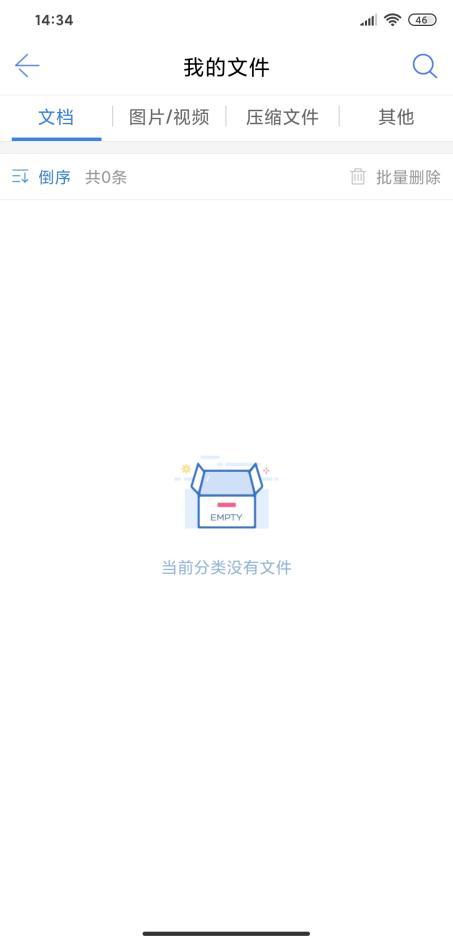 14:34
46
我的文件
文档
图片/视频
压缩文件
其他
倒序 共0条
批量删除
EMPTY
当前分类没有文件